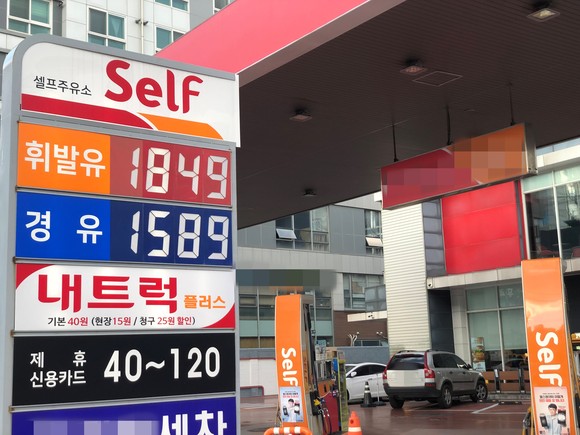 셀프주유소 Self
휘발유 1849
경유 1589
내트럭 플러스
기본 40원 (현장15원 / 청구 25원 할인)
제휴
신용카드 40~120
세차
Self
Self